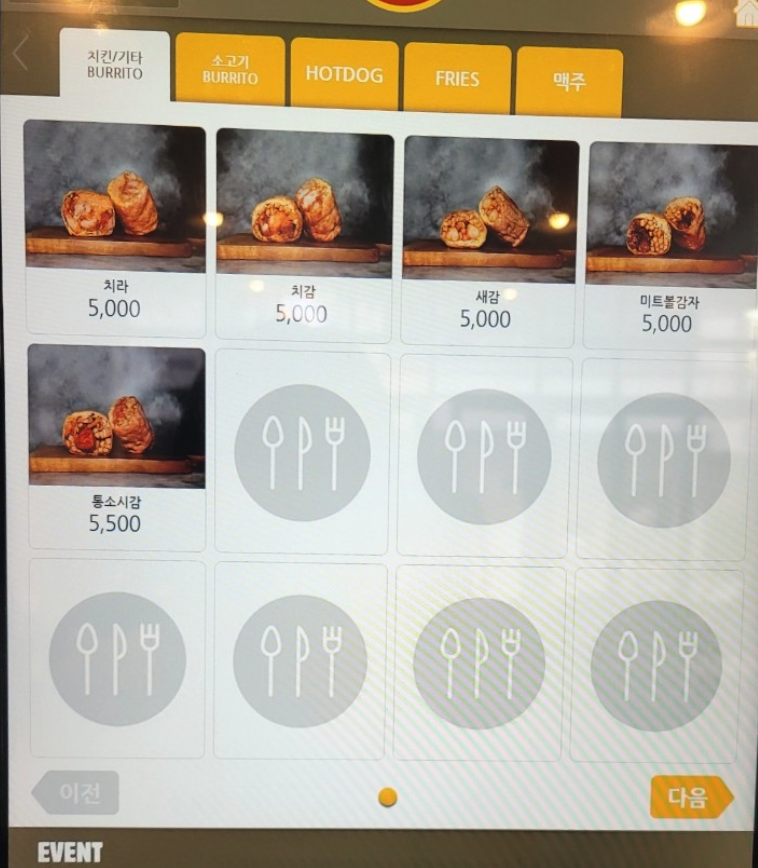 치킨/기타
BURRITO
소고기
BURRITO
HOTDOG
FRIES
맥주
치라
5,000
치감
5,000
새감
5,000
미트볼감자
5,000
통소시감
5,500
이전
다음
EVENT